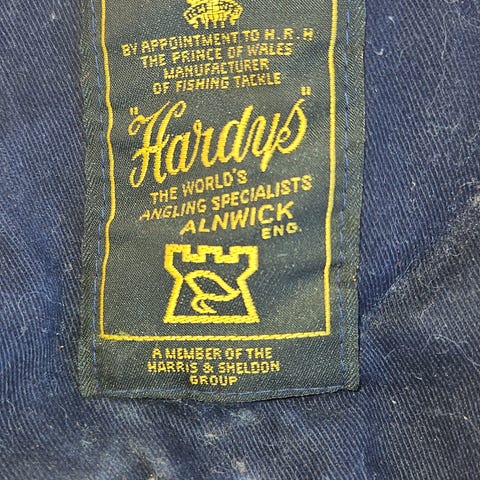 BY APPOINTMENT TO H.R.H
THE PRINCE OF WALES
MANUFACTURER
OF FISHING TACKLE
"Hardys"
THE WORLD'S
ANGLING SPECIALISTS
ALNWICK
ENG.
A MEMBER OF THE
HARRIS & SHELDON
GROUP